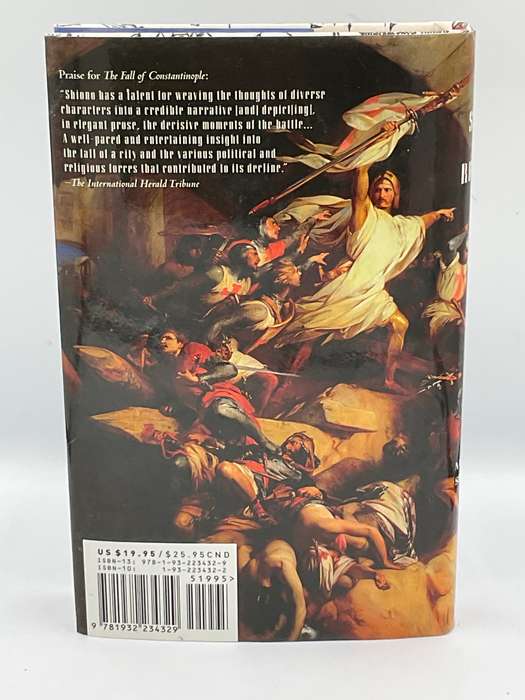 Praise for The Fall of Constantinople:
"Shiono has a talent for weaving the thoughts of diverse
characters into a credible narrative [and] depict[ing],
in elegant prose, the decisive moments of the battle...
A well-paced and entertaining insight into
the fall of a city and the various political and
religious forces that contributed to its decline."
—The International Herald Tribune
US $19.95/$25.95CND
ISBN-13: 978-1-93-223432-9
ISBN-10: 1-93-223432-2
51995>
9 781932 234329